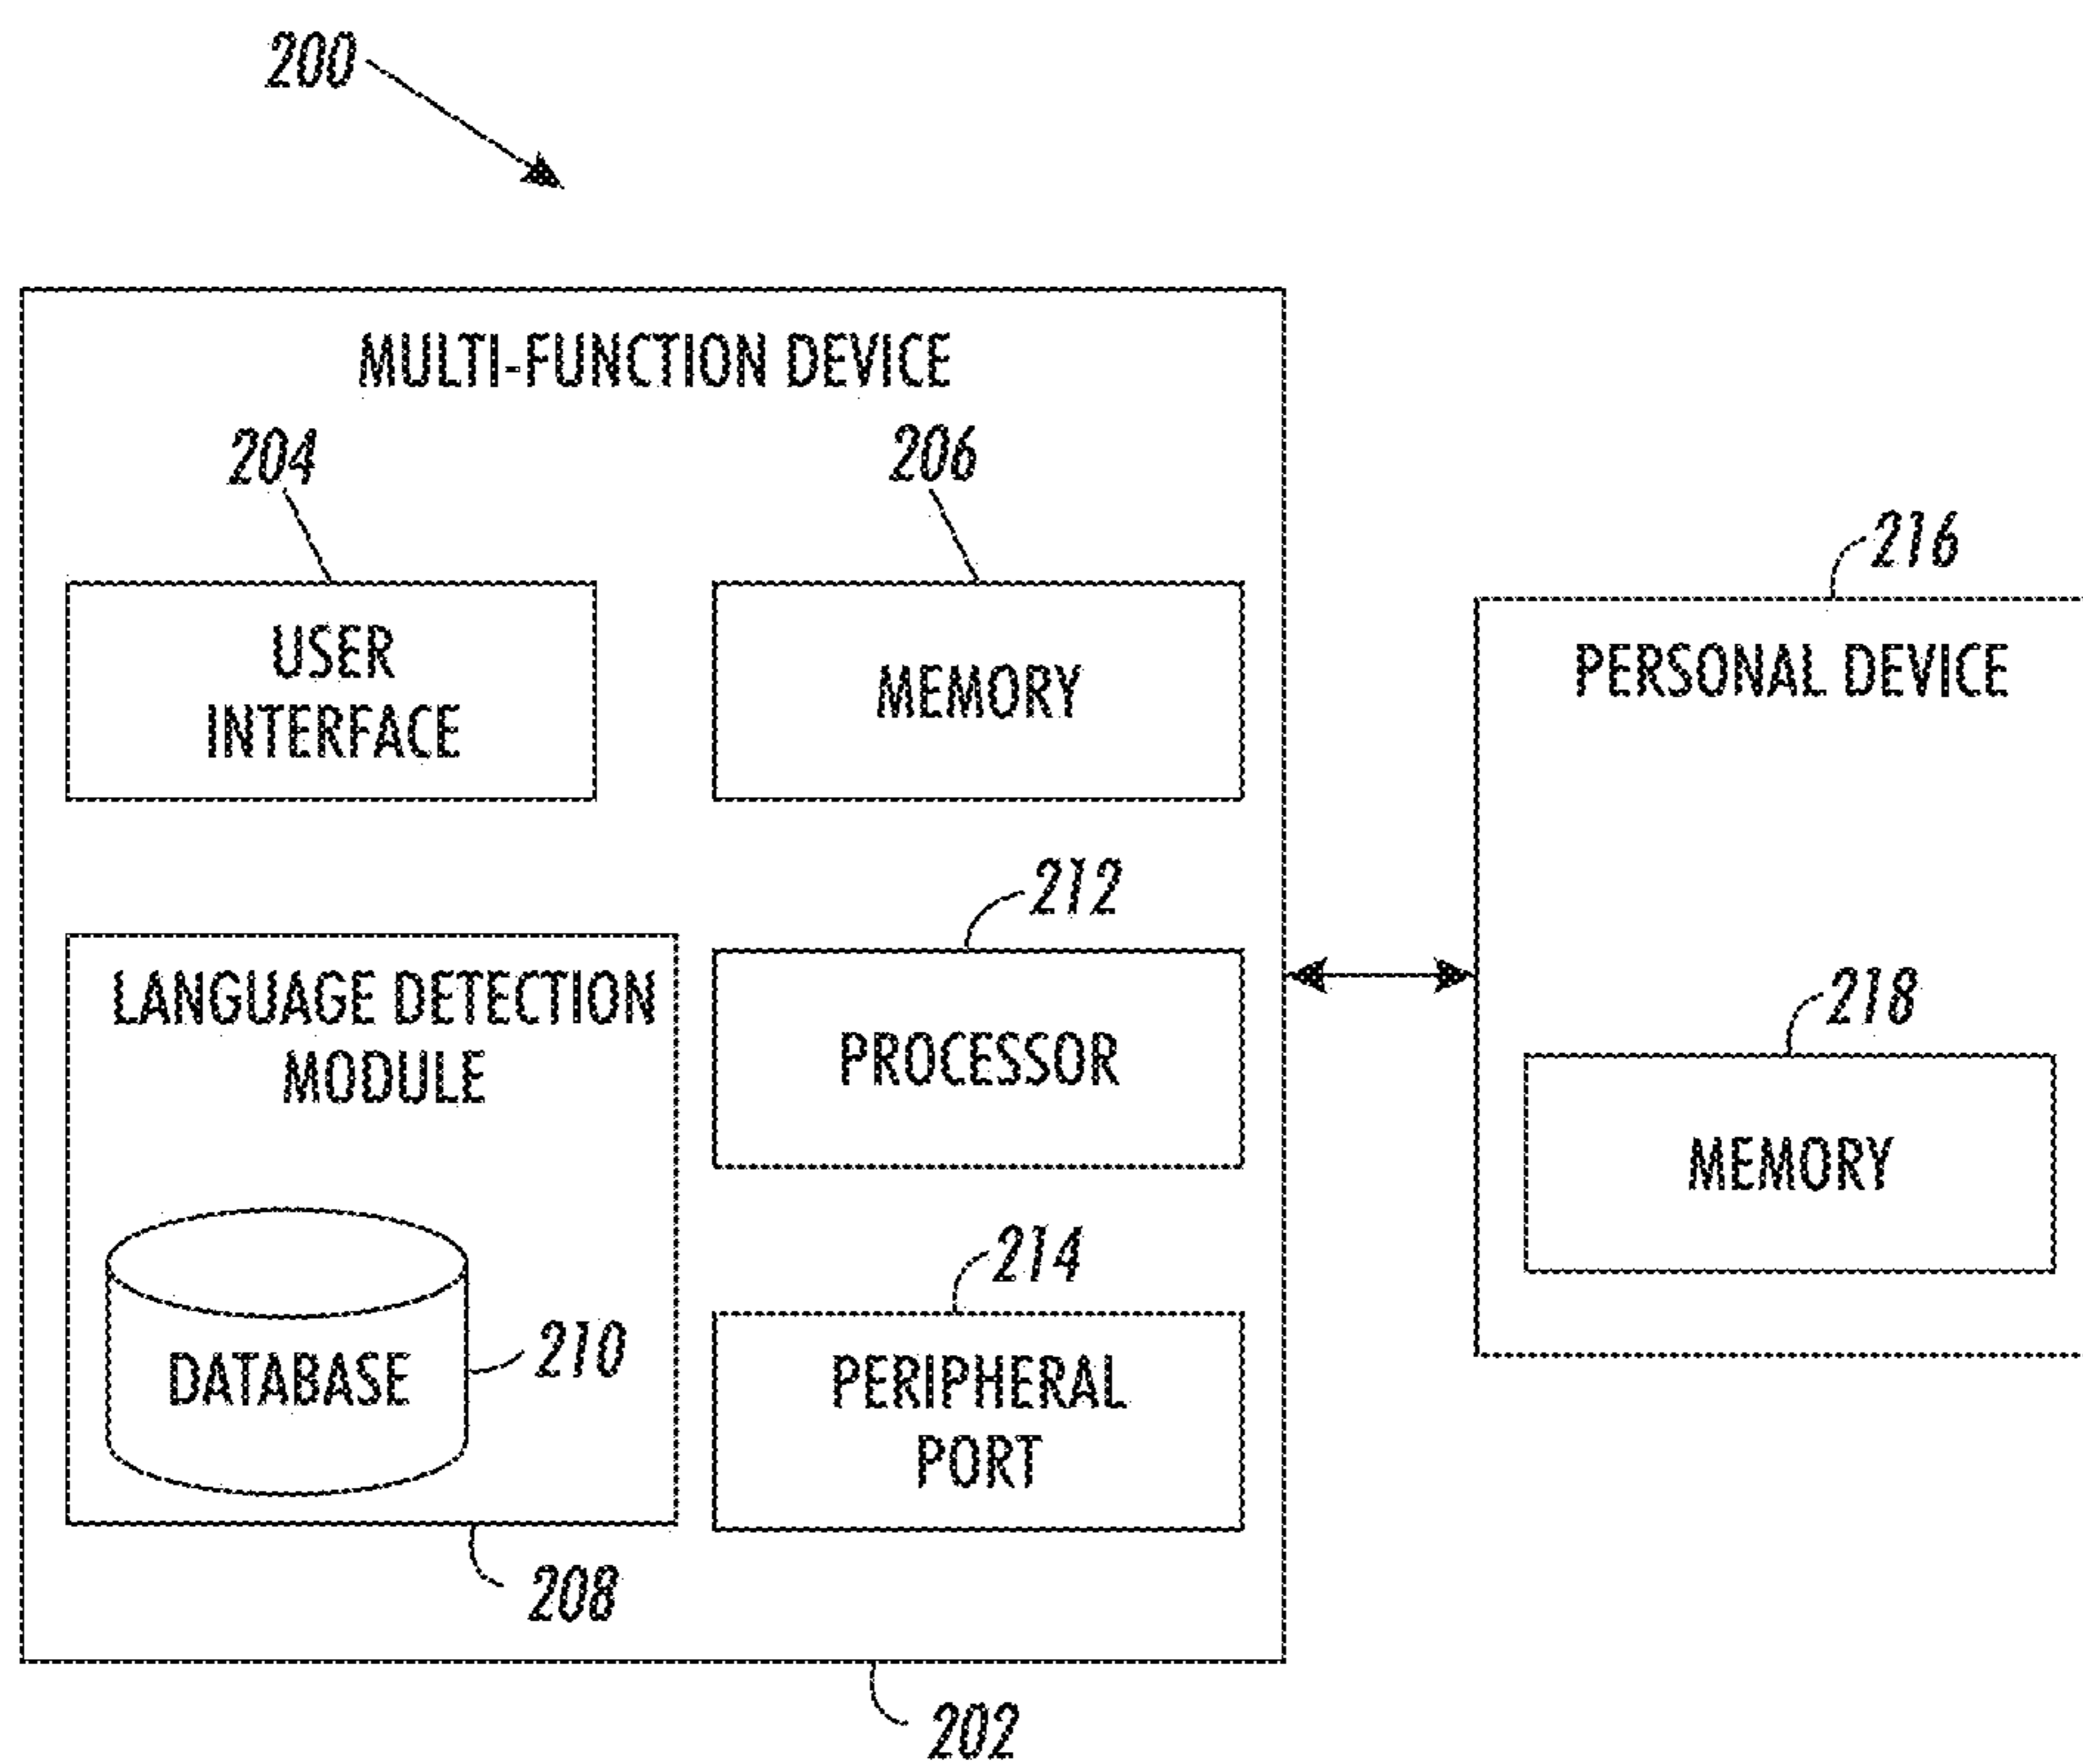 200
MULTI-FUNCTION DEVICE
204
206
USER
INTERFACE
MEMORY
216
PERSONAL DEVICE
212
LANGUAGE DETECTION
MODULE
PROCESSOR
218
MEMORY
214
DATABASE
210
PERIPHERAL
PORT
208
202